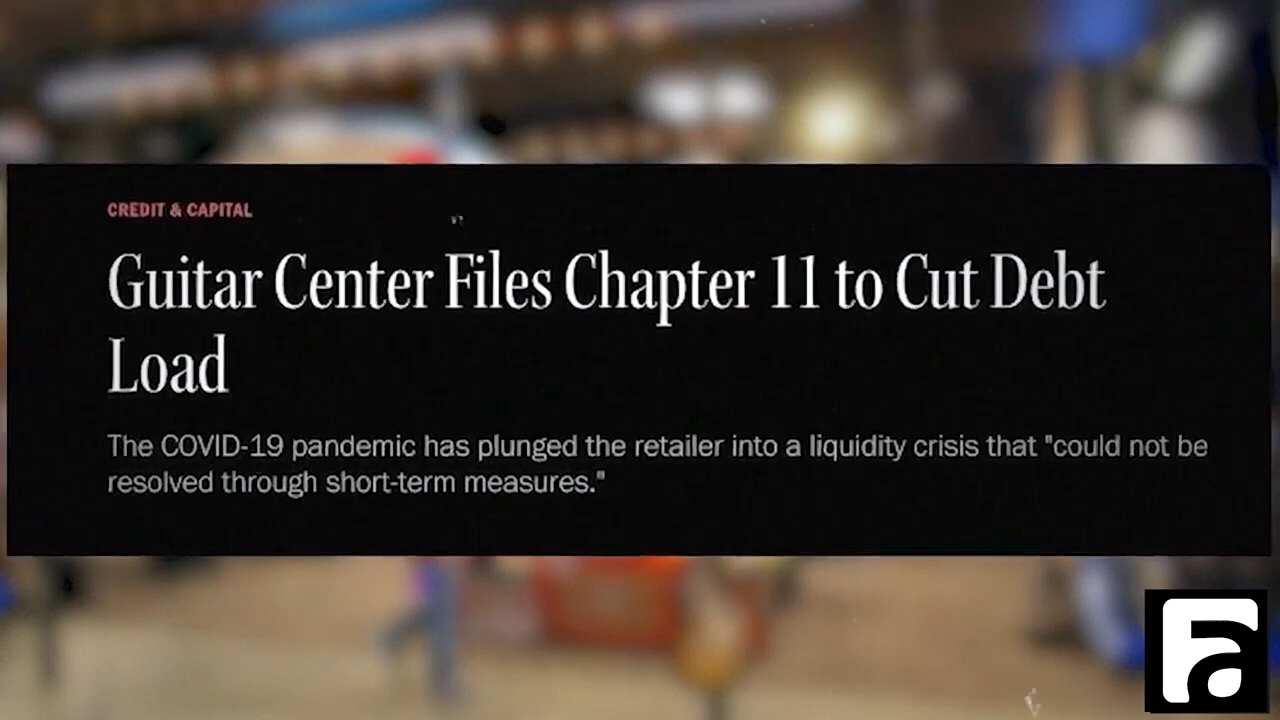 CREDIT & CAPITAL
Guitar Center Files Chapter 11 to Cut Debt
Load
The COVID-19 pandemic has plunged the retailer into a liquidity crisis that "could not be
resolved through short-term measures."
Fa